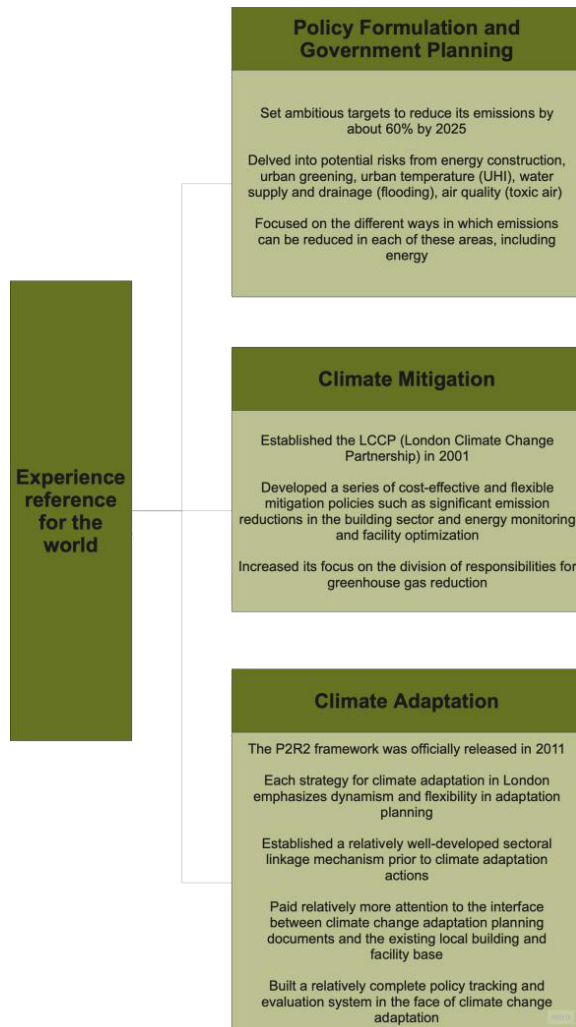 Policy Formulation and
Government Planning
Set ambitious targets to reduce its emissions by
about 60% by 2025
Delved into potential risks from energy construction,
urban greening, urban temperature (UHI), water
supply and drainage (flooding), air quality (toxic air)
Focused on the different ways in which emissions
can be reduced in each of these areas, including
energy
Experience
reference
for the
world
Climate Mitigation
Established the LCCP (London Climate Change
Partnership) in 2001
Developed a series of cost-effective and flexible
mitigation policies such as significant emission
reductions in the building sector and energy monitoring
and facility optimization
Increased its focus on the division of responsibilities for
greenhouse gas reduction
Climate Adaptation
The P2R2 framework was officially released in 2011
Each strategy for climate adaptation in London
emphasizes dynamism and flexibility in adaptation
planning
Established a relatively well-developed sectoral
linkage mechanism prior to climate adaptation
actions
Paid relatively more attention to the interface
between climate change adaptation planning
documents and the existing local building and
facility base
Built a relatively complete policy tracking and
evaluation system in the face of climate change
adaptation